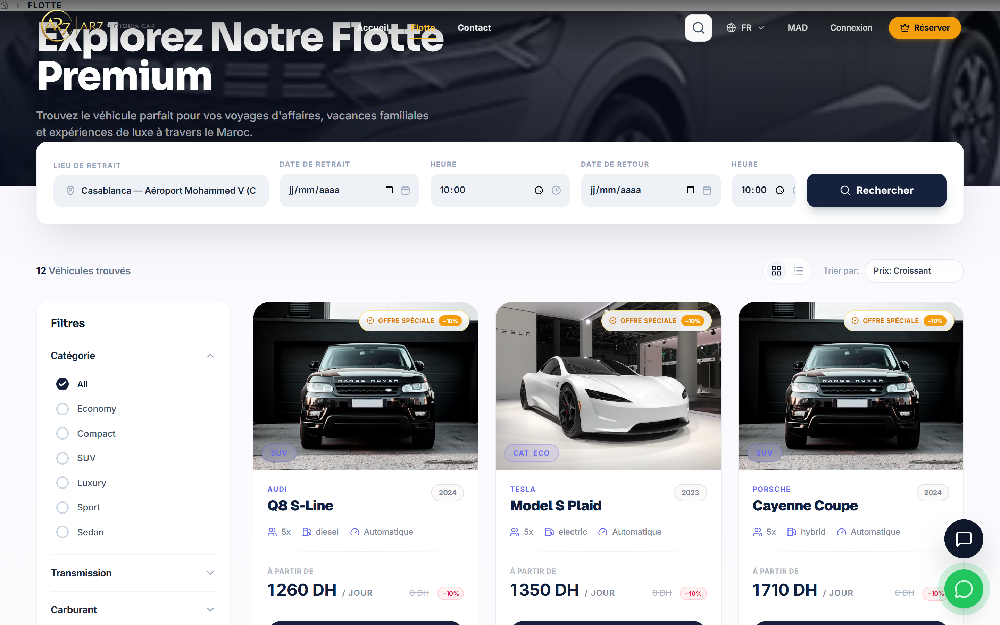 FLOTTE
AR7 | AR7 VICTORIA CAR
Accueil
Flotte
Contact
FR
MAD
Connexion
Réserver
Explorez Notre Flotte
Premium
Trouvez le véhicule parfait pour vos voyages d'affaires, vacances familiales
et expériences de luxe à travers le Maroc.
LIEU DE RETRAIT
Casablanca — Aéroport Mohammed V (C
DATE DE RETRAIT
jj/mm/aaaa
HEURE
10:00
DATE DE RETOUR
jj/mm/aaaa
HEURE
10:00
Rechercher
12 Véhicules trouvés
Trier par:
Prix: Croissant
Filtres
Catégorie
All
Economy
Compact
SUV
Luxury
Sport
Sedan
Transmission
Carburant
OFFRE SPÉCIALE -10%
RANGE ROVER
SUV
AUDI
2024
Q8 S-Line
5x
diesel
Automatique
À PARTIR DE
1260 DH / JOUR
0 DH
-10%
OFFRE SPÉCIALE -10%
TESLA
CAT_ECO
TESLA
2023
Model S Plaid
5x
electric
Automatique
À PARTIR DE
1350 DH / JOUR
0 DH
-10%
OFFRE SPÉCIALE -10%
RANGE ROVER
SUV
PORSCHE
2024
Cayenne Coupe
5x
hybrid
Automatique
À PARTIR DE
1710 DH / JOUR
0 DH
-10%